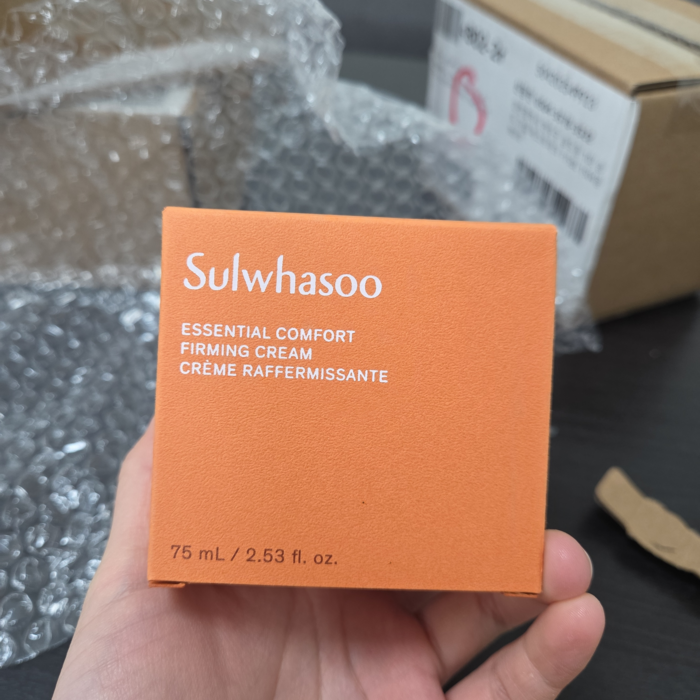 Sulwhasoo
ESSENTIAL COMFORT
FIRMING CREAM
CRÈME RAFFERMISSANTE
75 mL / 2.53 fl. oz.